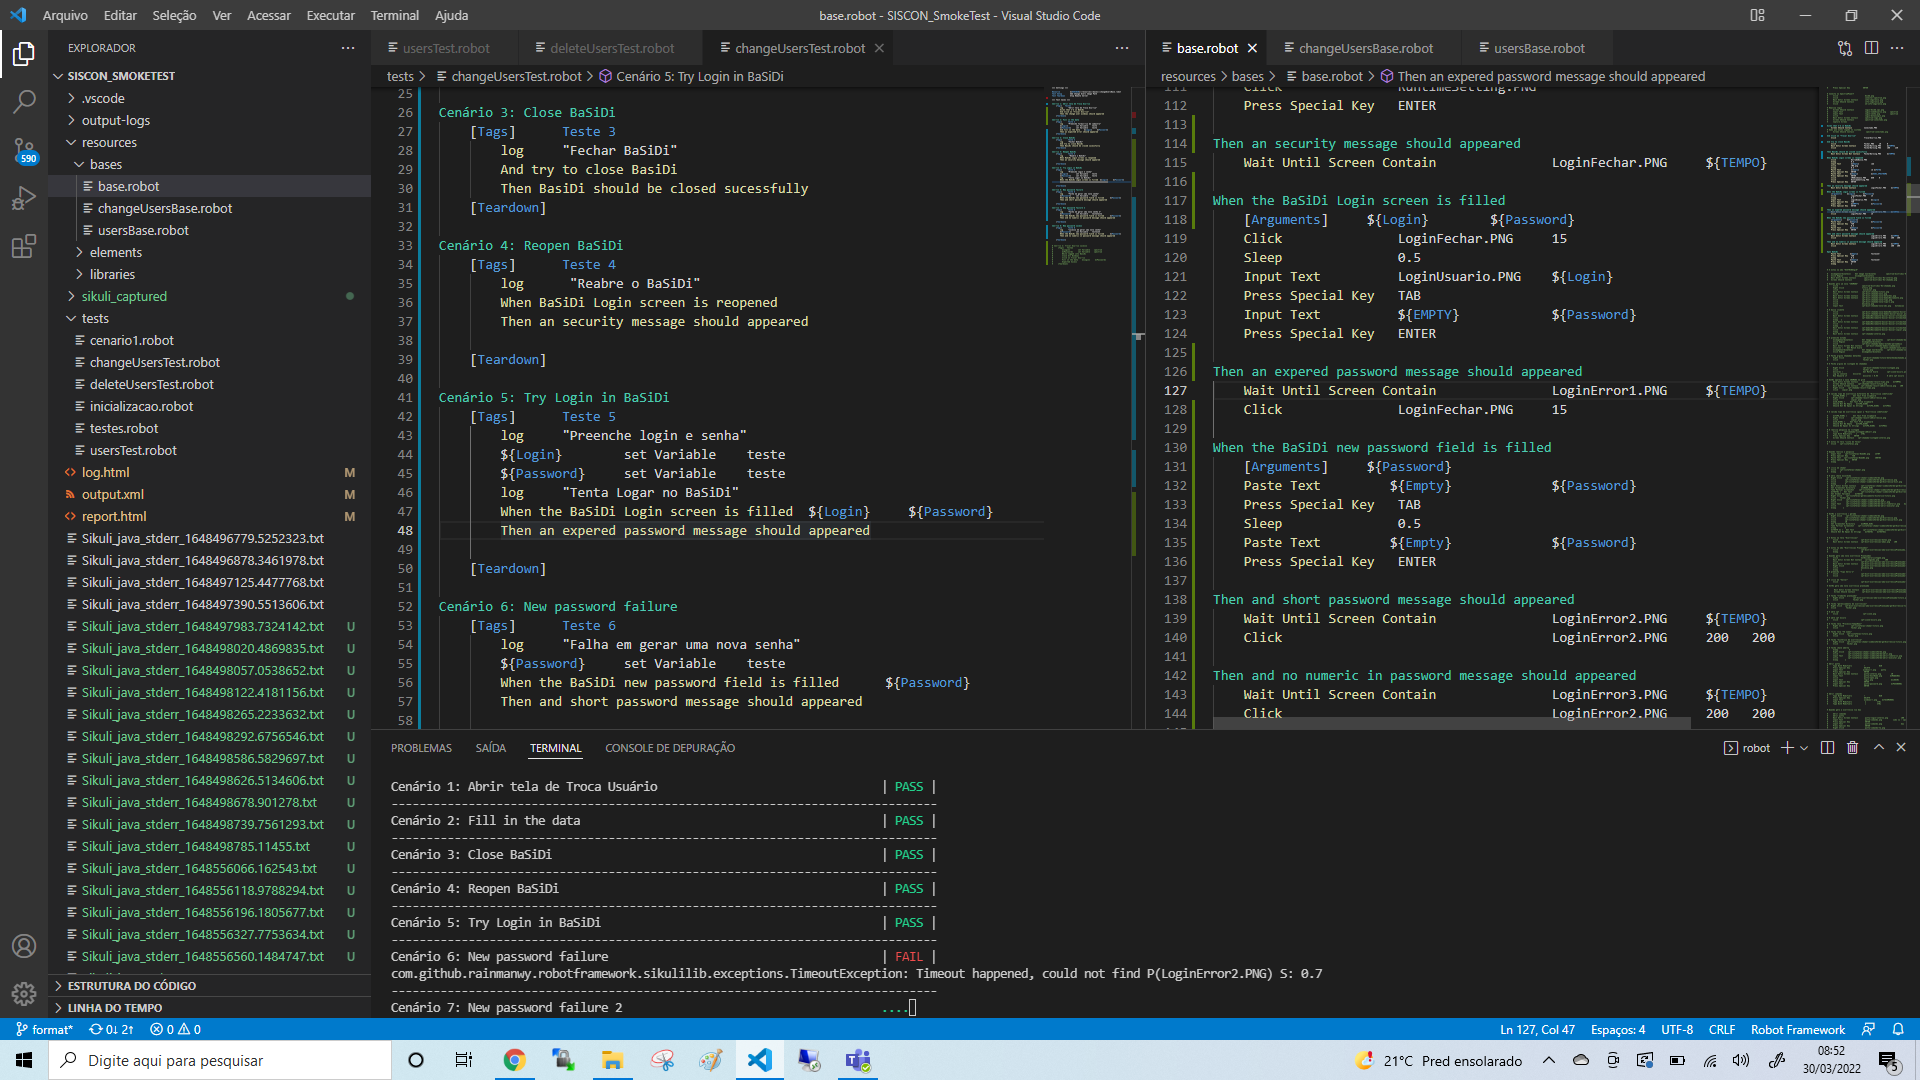 Arquivo Editar Seleção Ver Acessar Executar Terminal Ajuda
base.robot - SISCON_SmokeTest - Visual Studio Code
EXPLORADOR
SISCON_SMOKETEST
.vscode
output-logs
resources
bases
base.robot
changeUsersBase.robot
usersBase.robot
elements
libraries
sikuli_captured
tests
cenario1.robot
changeUsersTest.robot
deleteUsersTest.robot
inicializacao.robot
testes.robot
usersTest.robot
log.html M
output.xml M
report.html M
Sikuli_java_stderr_1648496779.5252323.txt
Sikuli_java_stderr_1648496878.3461978.txt
Sikuli_java_stderr_1648497125.4477768.txt
Sikuli_java_stderr_1648497390.5513606.txt
Sikuli_java_stderr_1648497983.7324142.txt U
Sikuli_java_stderr_1648498020.4869835.txt U
Sikuli_java_stderr_1648498057.0538652.txt U
Sikuli_java_stderr_1648498122.4181156.txt U
Sikuli_java_stderr_1648498265.2233632.txt U
Sikuli_java_stderr_1648498292.6756546.txt U
Sikuli_java_stderr_1648498586.5829697.txt U
Sikuli_java_stderr_1648498626.5134606.txt U
Sikuli_java_stderr_1648498678.901278.txt U
Sikuli_java_stderr_1648498739.7561293.txt U
Sikuli_java_stderr_1648498785.11455.txt U
Sikuli_java_stderr_1648556066.162543.txt U
Sikuli_java_stderr_1648556118.9788294.txt U
Sikuli_java_stderr_1648556196.1805677.txt U
Sikuli_java_stderr_1648556327.7753634.txt U
Sikuli_java_stderr_1648556560.1484747.txt U
ESTRUTURA DO CÓDIGO
LINHA DO TEMPO
590
usersTest.robot deleteUsersTest.robot changeUsersTest.robot
tests > changeUsersTest.robot > Cenário 5: Try Login in BaSiDi
25
26 Cenário 3: Close BaSiDi
27 [Tags] Teste 3
28 log "Fechar BaSiDi"
29 And try to close BasiDi
30 Then BasiDi should be closed sucessfully
31 [Teardown]
32
33 Cenário 4: Reopen BaSiDi
34 [Tags] Teste 4
35 log "Reabre o BaSiDi"
36 When BaSiDi Login screen is reopened
37 Then an security message should appeared
38
39 [Teardown]
40
41 Cenário 5: Try Login in BaSiDi
42 [Tags] Teste 5
43 log "Preenche login e senha"
44 ${Login} set Variable teste
45 ${Password} set Variable teste
46 log "Tenta Logar no BaSiDi"
47 When the BaSiDi Login screen is filled ${Login} ${Password}
48 Then an expered password message should appeared
49
50 [Teardown]
51
52 Cenário 6: New password failure
53 [Tags] Teste 6
54 log "Falha em gerar uma nova senha"
55 ${Password} set Variable teste
56 When the BaSiDi new password field is filled ${Password}
57 Then and short password message should appeared
58
base.robot changeUsersBase.robot usersBase.robot
resources > bases > base.robot > Then an expered password message should appeared
111 Click RuntimeSetting.PNG
112 Press Special Key ENTER
113
114 Then an security message should appeared
115 Wait Until Screen Contain LoginFechar.PNG ${TEMPO}
116
117 When the BaSiDi Login screen is filled
118 [Arguments] ${Login} ${Password}
119 Click LoginFechar.PNG 15
120 Sleep 0.5
121 Input Text LoginUsuario.PNG ${Login}
122 Press Special Key TAB
123 Input Text ${EMPTY} ${Password}
124 Press Special Key ENTER
125
126 Then an expered password message should appeared
127 Wait Until Screen Contain LoginError1.PNG ${TEMPO}
128 Click LoginFechar.PNG 15
129
130 When the BaSiDi new password field is filled
131 [Arguments] ${Password}
132 Paste Text ${Empty} ${Password}
133 Press Special Key TAB
134 Sleep 0.5
135 Paste Text ${Empty} ${Password}
136 Press Special Key ENTER
137
138 Then and short password message should appeared
139 Wait Until Screen Contain LoginError2.PNG ${TEMPO}
140 Click LoginError2.PNG 200 200
141
142 Then and no numeric in password message should appeared
143 Wait Until Screen Contain LoginError3.PNG ${TEMPO}
144 Click LoginError2.PNG 200 200
PROBLEMAS SAÍDA TERMINAL CONSOLE DE DEPURAÇÃO
robot
Cenário 1: Abrir tela de Troca Usuário | PASS |
------------------------------------------------------------------------------
Cenário 2: Fill in the data | PASS |
------------------------------------------------------------------------------
Cenário 3: Close BaSiDi | PASS |
------------------------------------------------------------------------------
Cenário 4: Reopen BaSiDi | PASS |
------------------------------------------------------------------------------
Cenário 5: Try Login in BaSiDi | PASS |
------------------------------------------------------------------------------
Cenário 6: New password failure | FAIL |
com.github.rainmanwy.robotframework.sikulilib.exceptions.TimeoutException: Timeout happened, could not find P(LoginError2.PNG) S: 0.7
------------------------------------------------------------------------------
Cenário 7: New password failure 2 ....
format* 0↓ 2↑ 0 0
Ln 127, Col 47 Espaços: 4 UTF-8 CRLF Robot Framework
Digite aqui para pesquisar
21°C Pred ensolarado
08:52
30/03/2022
5